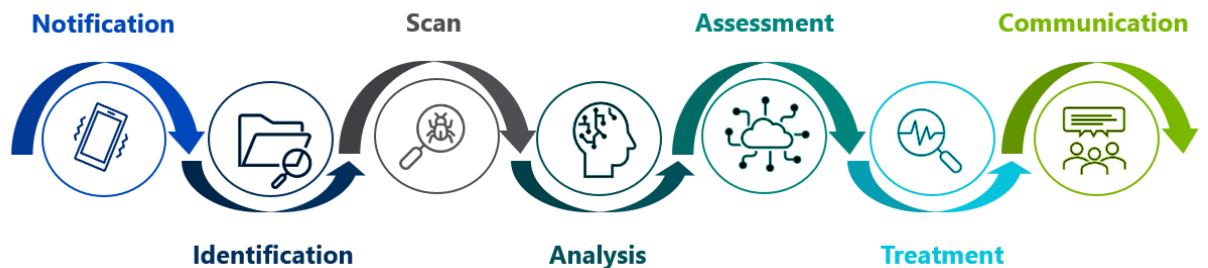 Notification
Scan
Assessment
Communication
Identification
Analysis
Treatment